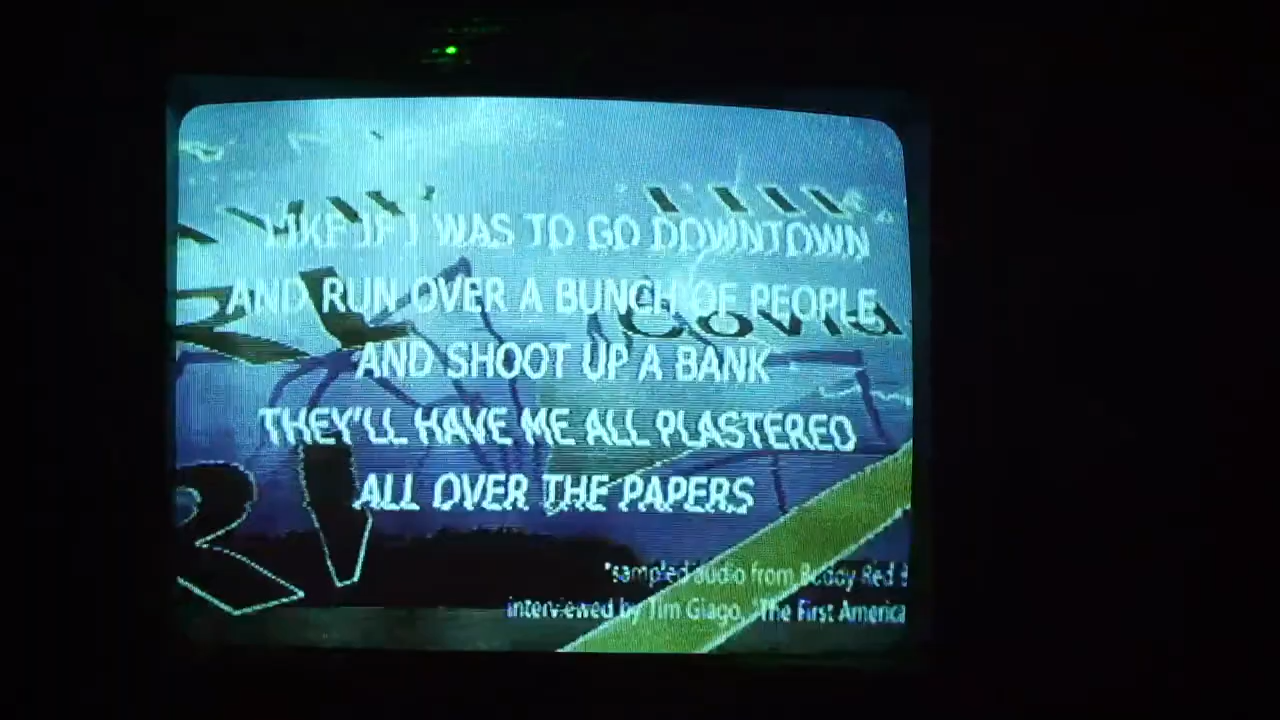 LIKE IF I WAS TO GO DOWNTOWN
AND RUN OVER A BUNCH OF PEOPLE
Covid
AND SHOOT UP A BANK
THEY'LL HAVE ME ALL PLASTERED
ALL OVER THE PAPERS
*sampled audio from Buddy Red
interviewed by Tim Giago, "The First America